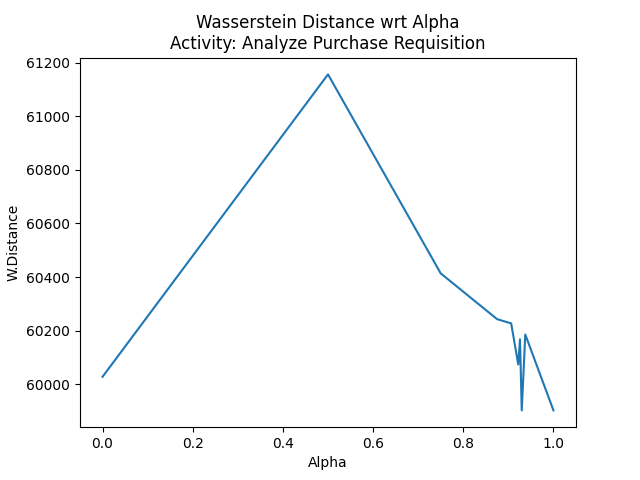 Wasserstein Distance wrt Alpha
Activity: Analyze Purchase Requisition
61200
61000
60800
60600
60400
60200
60000
W.Distance
0.0 0.2 0.4 0.6 0.8 1.0
Alpha